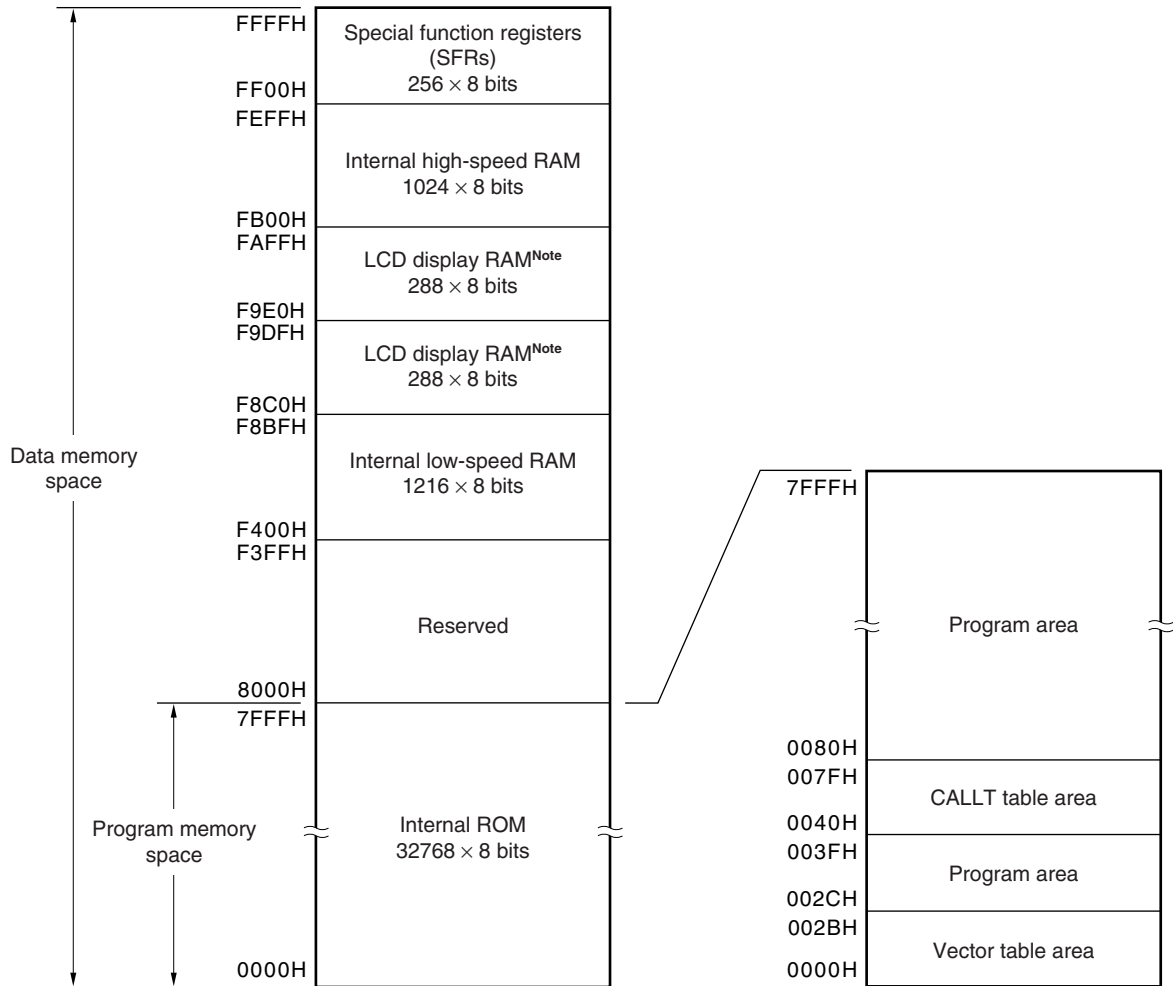 FFFFH
Special function registers
(SFRs)
256 × 8 bits
FF00H
FEFFH
Internal high-speed RAM
1024 × 8 bits
FB00H
FAFFH
LCD display RAMNote
288 × 8 bits
F9E0H
F9DFH
LCD display RAMNote
288 × 8 bits
F8C0H
F8BFH
Data memory
space
Internal low-speed RAM
1216 × 8 bits
F400H
F3FFH
Reserved
8000H
7FFFH
Program memory
space
Internal ROM
32768 × 8 bits
0000H
7FFFH
Program area
0080H
007FH
CALLT table area
0040H
003FH
Program area
002CH
002BH
Vector table area
0000H